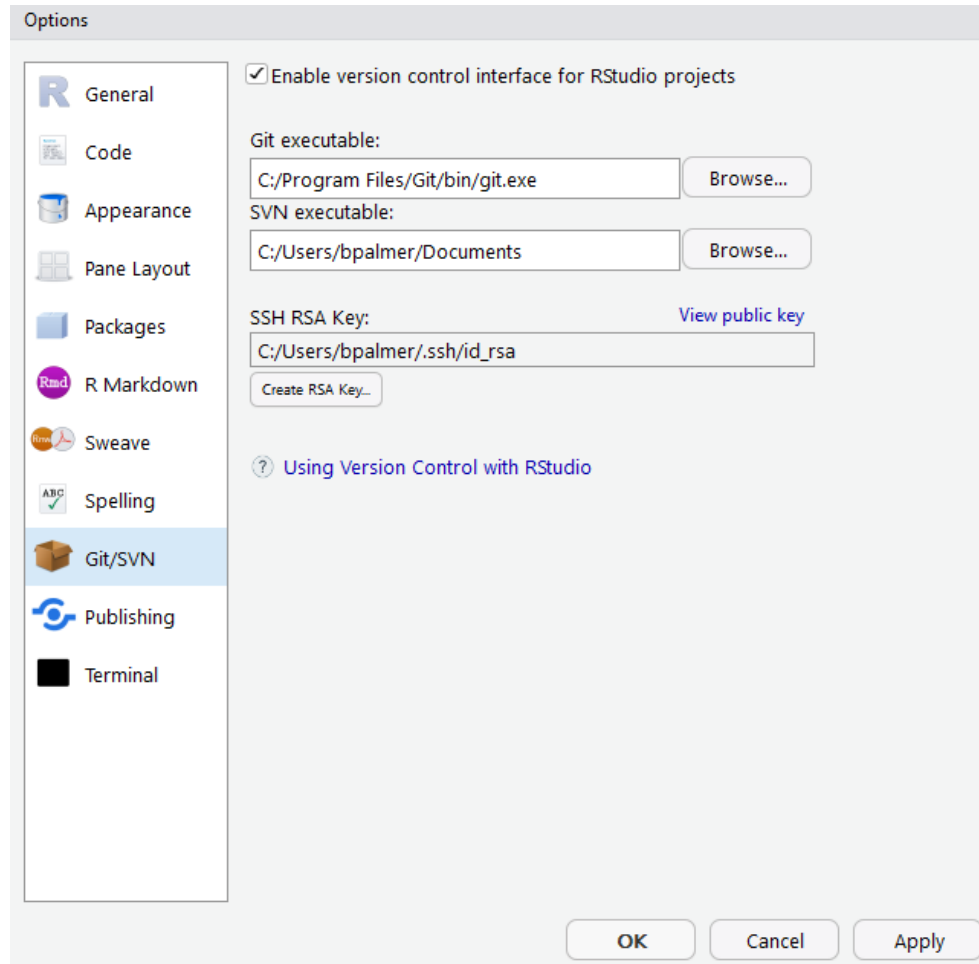 Options
General
Code
Appearance
Pane Layout
Packages
Rmd R Markdown
Rnw Sweave
ABC Spelling
Git/SVN
Publishing
Terminal
Enable version control interface for RStudio projects
Git executable:
C:/Program Files/Git/bin/git.exe Browse...
SVN executable:
C:/Users/bpalmer/Documents Browse...
SSH RSA Key: View public key
C:/Users/bpalmer/.ssh/id_rsa
Create RSA Key...
? Using Version Control with RStudio
OK Cancel Apply